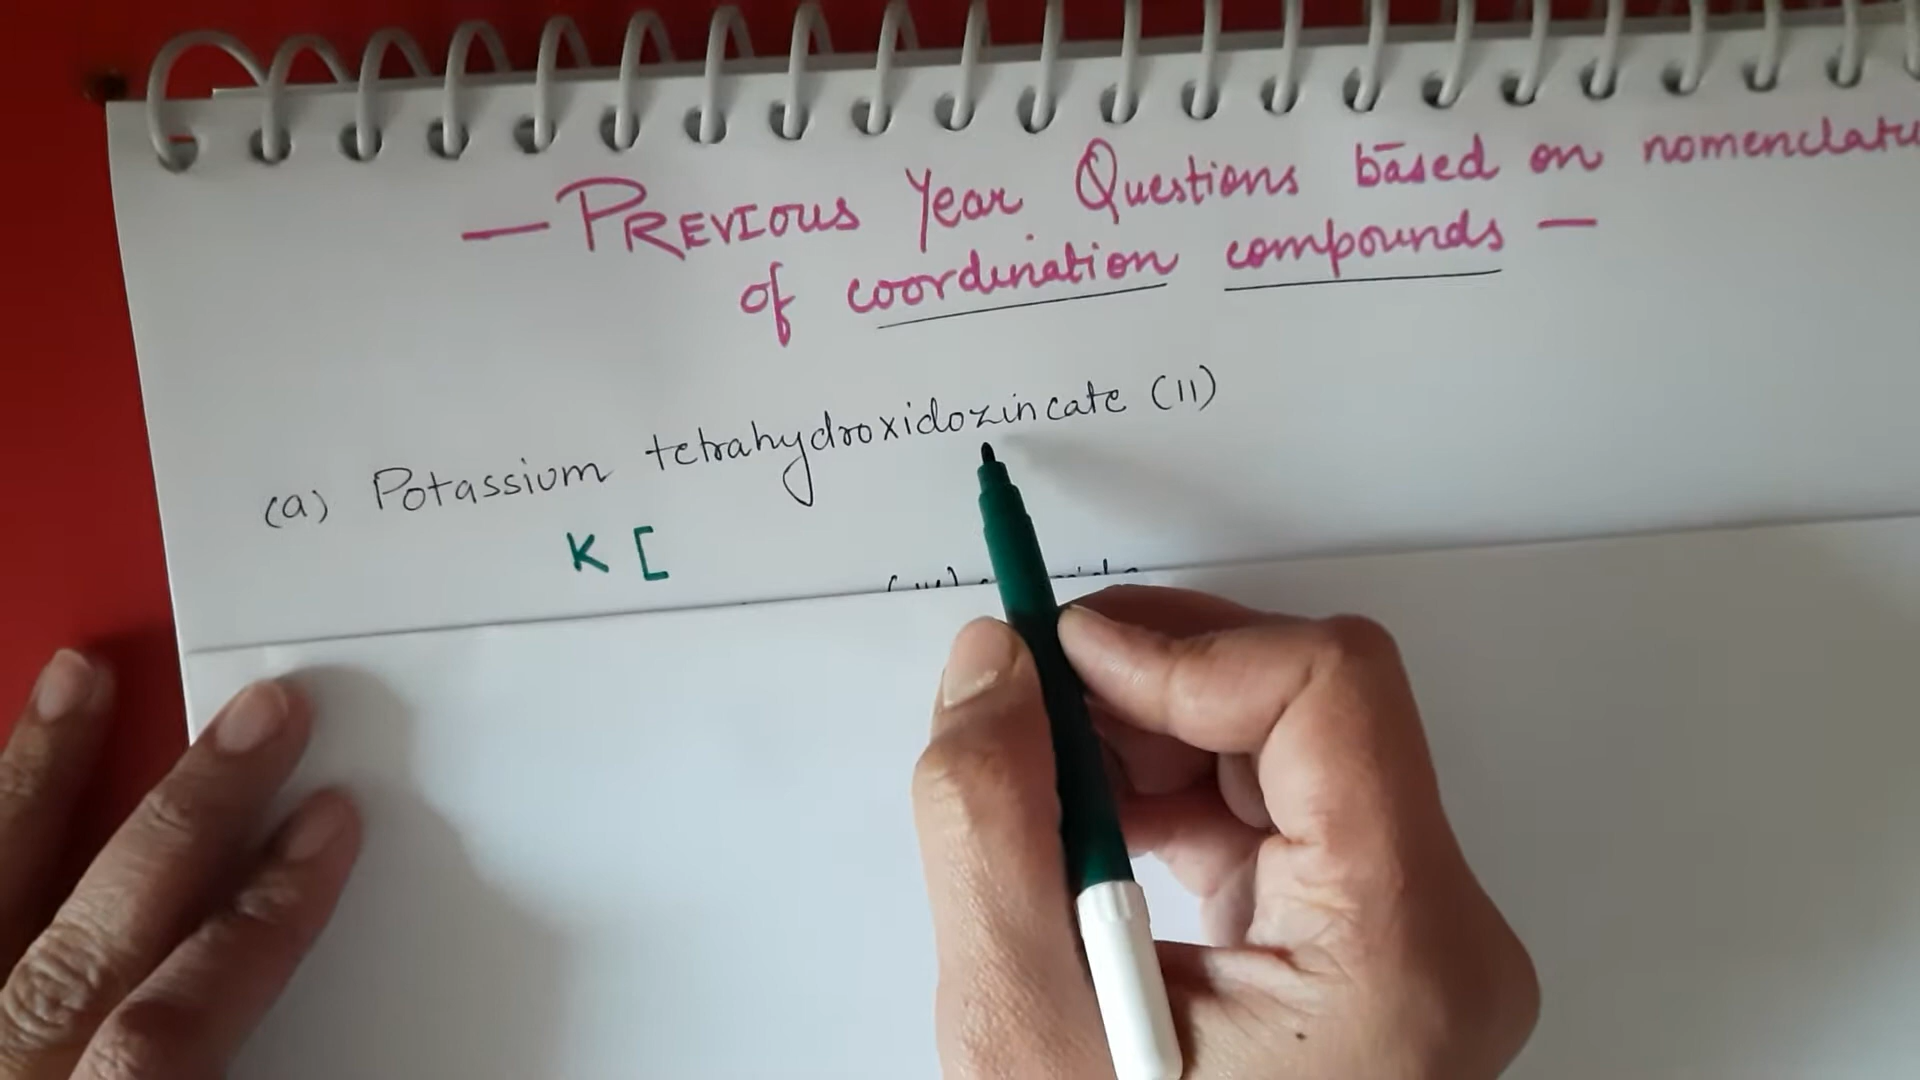 — PREVIOUS Year Questions based on nomenclatu
of coordination compounds —
(a) Potassium tetrahydroxidozincate (II)
K [